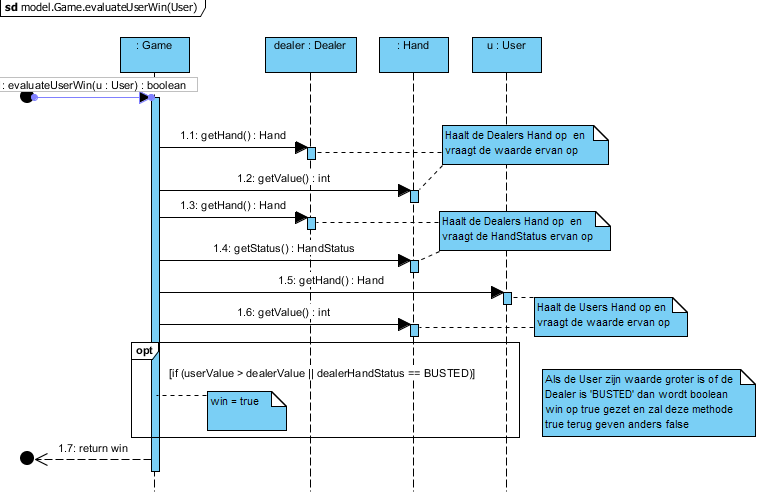 sd model.Game.evaluateUserWin(User)
: Game
dealer : Dealer
: Hand
u : User
: evaluateUserWin(u : User) : boolean
1.1: getHand() : Hand
Haalt de Dealers Hand op en
vraagt de waarde ervan op
1.2: getValue() : int
1.3: getHand() : Hand
Haalt de Dealers Hand op en
vraagt de HandStatus ervan op
1.4: getStatus() : HandStatus
1.5: getHand() : Hand
Haalt de Users Hand op en
vraagt de waarde ervan op
1.6: getValue() : int
opt
[if (userValue > dealerValue || dealerHandStatus == BUSTED)]
win = true
Als de User zijn waarde groter is of de
Dealer is 'BUSTED' dan wordt boolean
win op true gezet en zal deze methode
true terug geven anders false
1.7: return win